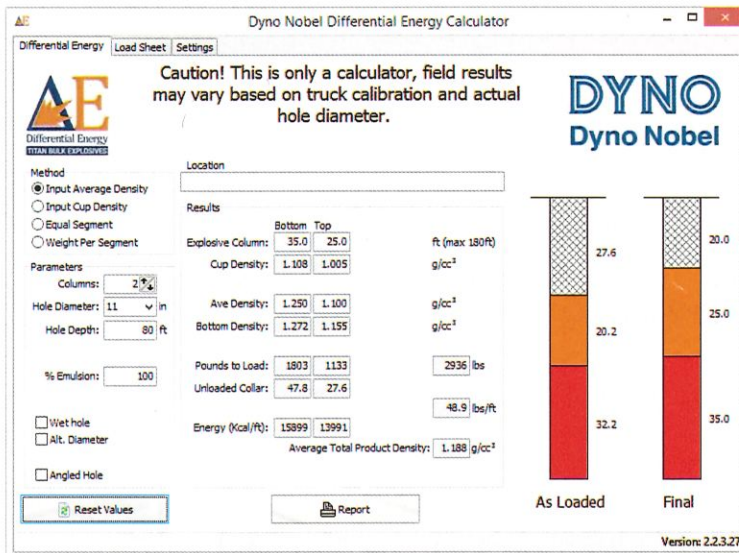 Dyno Nobel Differential Energy Calculator
Differential Energy Load Sheet Settings
AE
Differential Energy
TITAN BULK EXPLOSIVES
Caution! This is only a calculator, field results
may vary based on truck calibration and actual
hole diameter.
DYNO
Dyno Nobel
Method
Input Average Density
Input Cup Density
Equal Segment
Weight Per Segment
Parameters
Columns: 2
Hole Diameter: 11 in
Hole Depth: 80 ft
% Emulsion: 100
Wet hole
Alt. Diameter
Angled Hole
Reset Values
Location
Results
Bottom Top
Explosive Column: 35.0 25.0 ft (max 180ft)
Cup Density: 1.108 1.005 g/cc³
Ave Density: 1.250 1.100 g/cc³
Bottom Density: 1.272 1.155 g/cc³
Pounds to Load: 1803 1133 2936 lbs
Unloaded Collar: 47.8 27.6
48.9 lbs/ft
Energy (Kcal/ft): 15899 13991
Average Total Product Density: 1.188 g/cc³
Report
27.6
20.2
32.2
As Loaded
20.0
25.0
35.0
Final
Version: 2.2.3.27